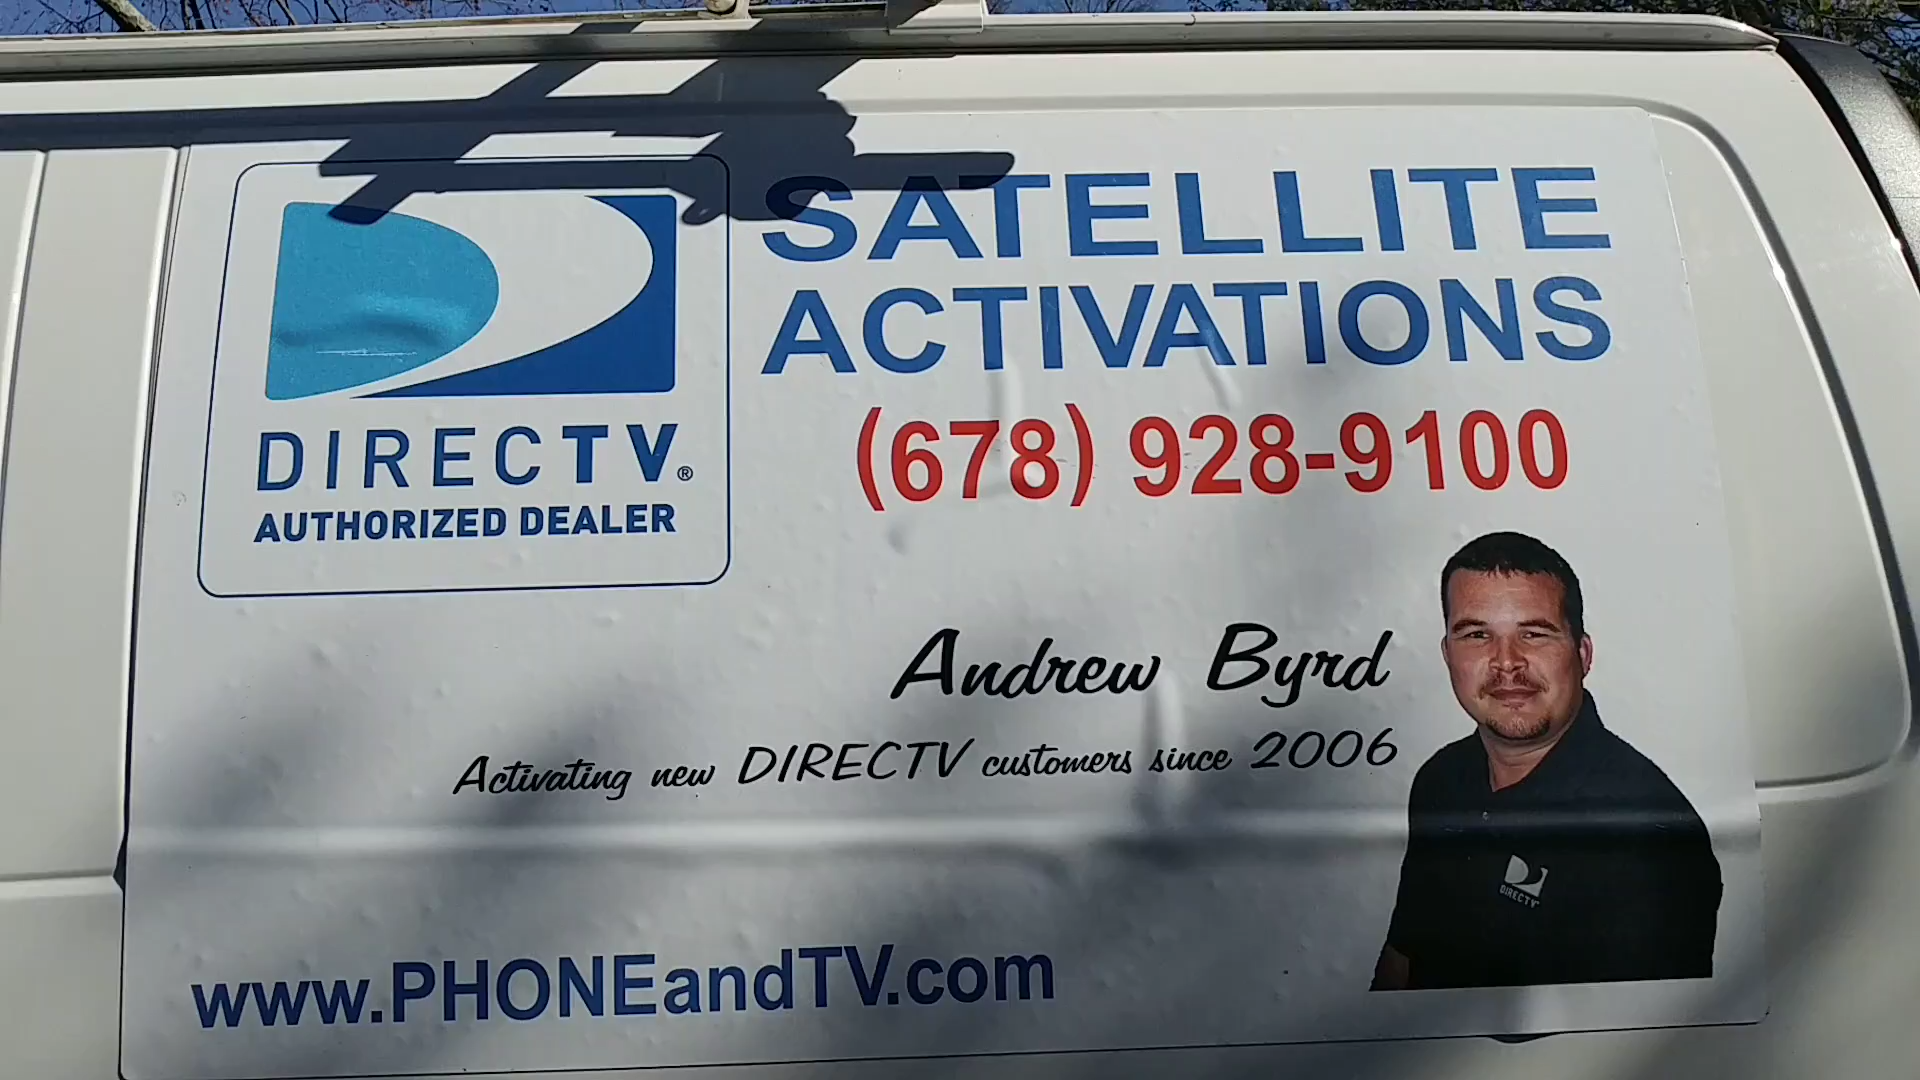 SATELLITE
ACTIVATIONS
(678) 928-9100
DIRECTV®
AUTHORIZED DEALER
Andrew Byrd
Activating new DIRECTV customers since 2006
DIRECTV
www.PHONEandTV.com